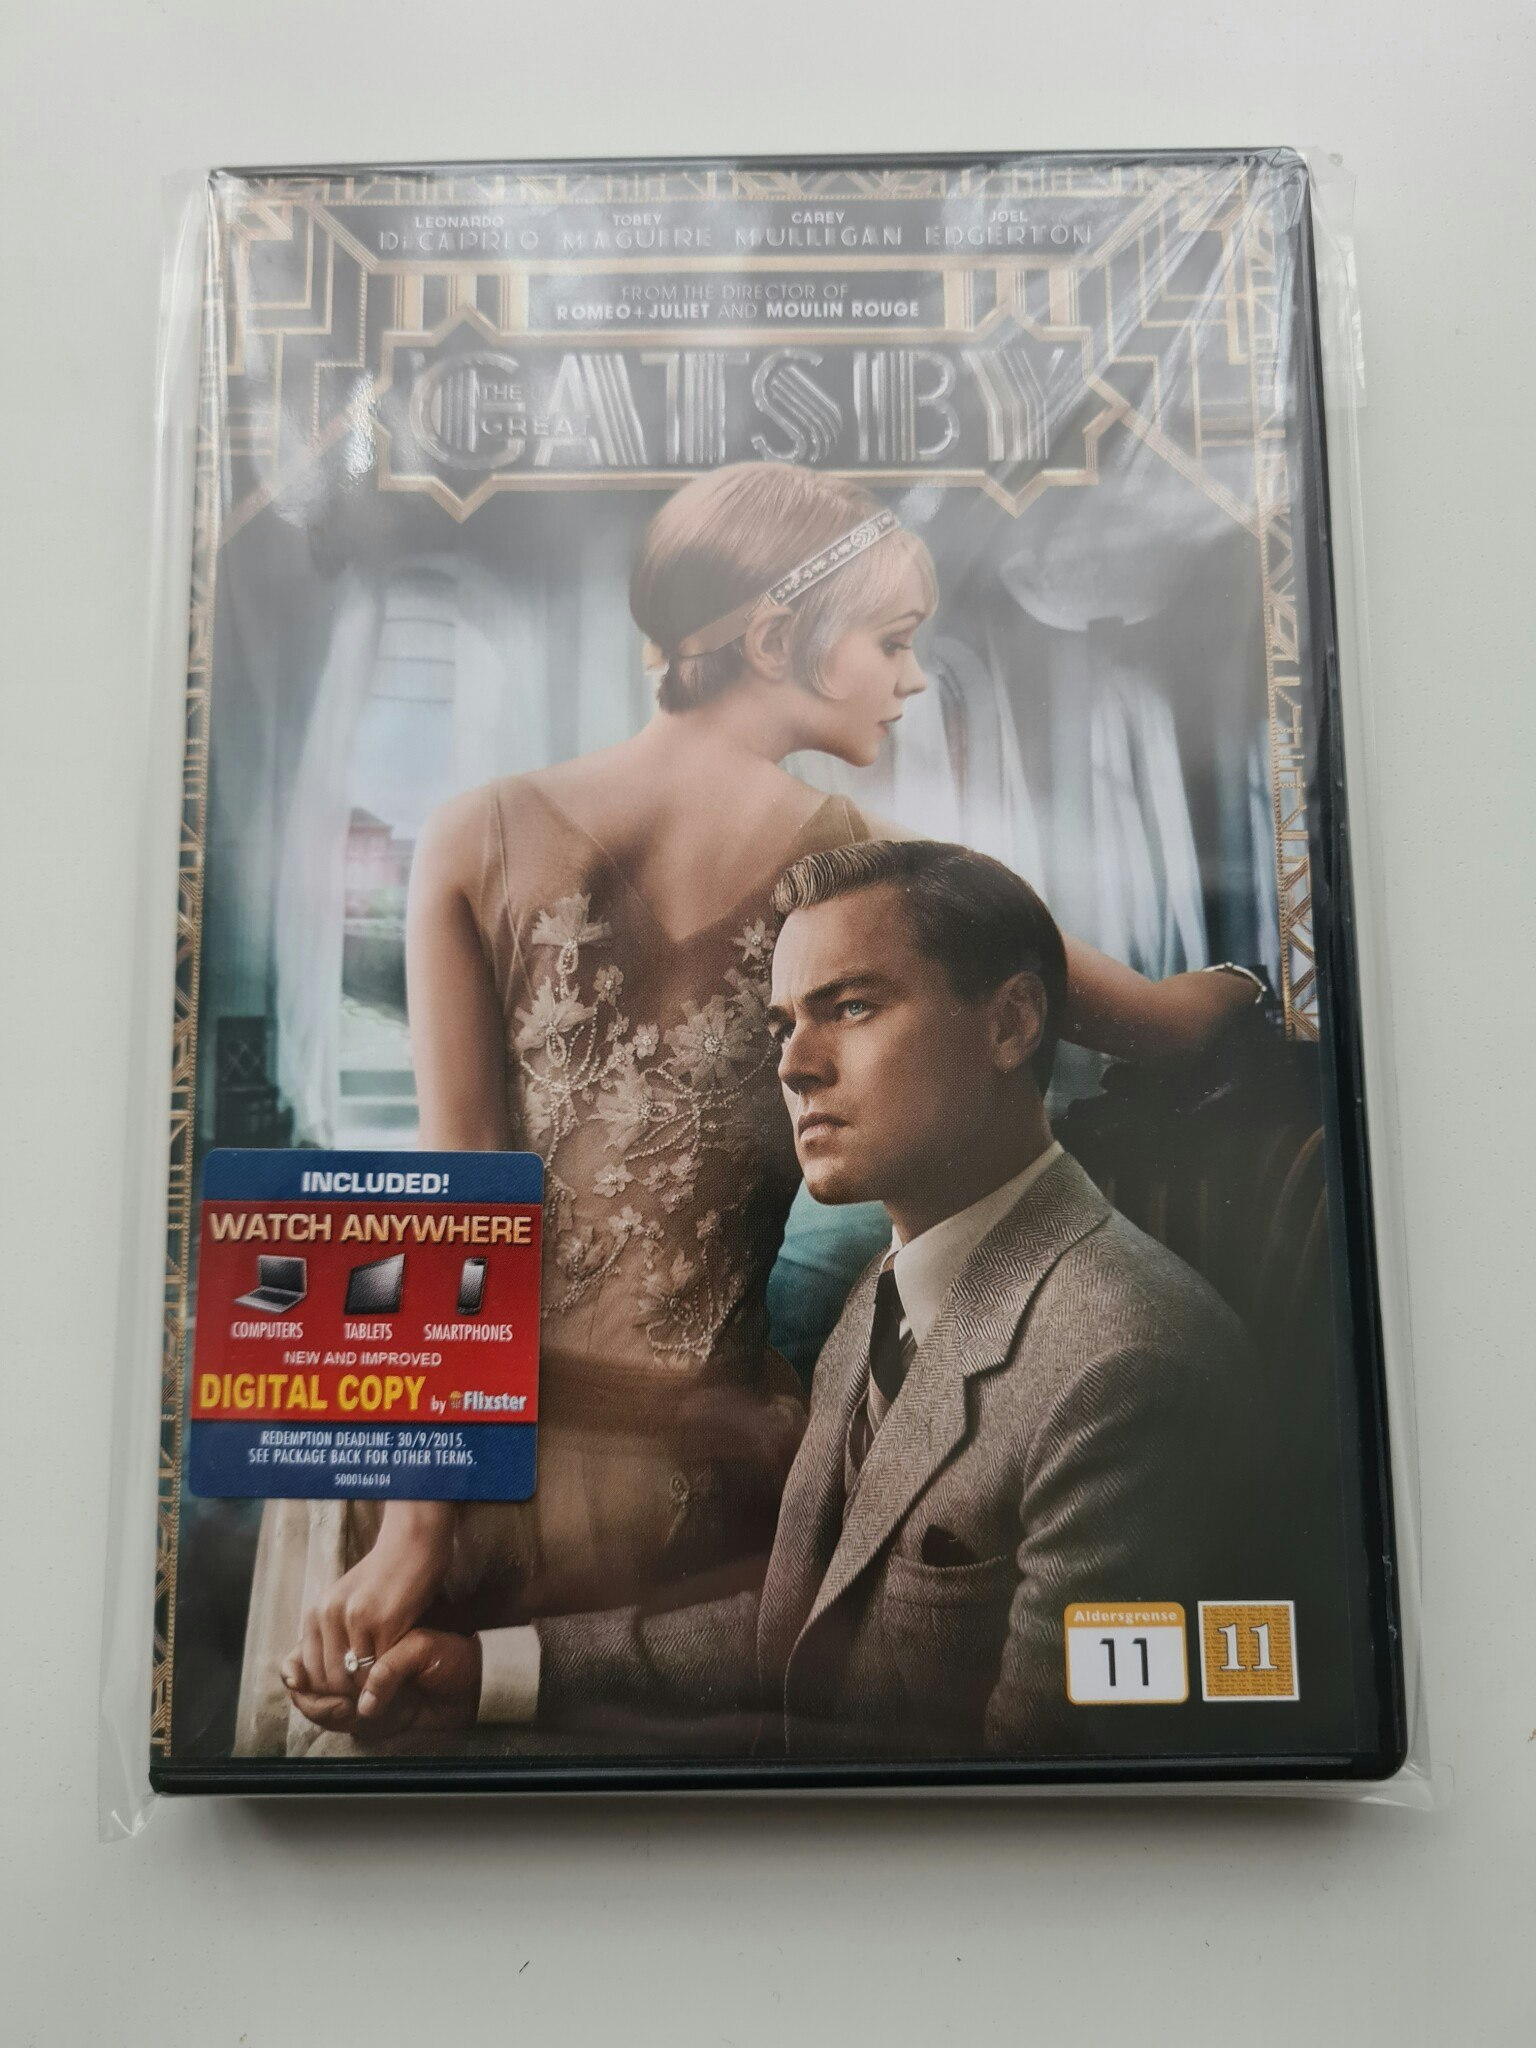 LEONARDO TOBEY CAREY JOEL
DiCAPRIO MAGUIRE MULLIGAN EDGERTON
FROM THE DIRECTOR OF
ROMEO+JULIET AND MOULIN ROUGE
THE GREAT
GATSBY
INCLUDED!
WATCH ANYWHERE
COMPUTERS TABLETS SMARTPHONES
NEW AND IMPROVED
DIGITAL COPY by Flixster
REDEMPTION DEADLINE: 30/9/2015.
SEE PACKAGE BACK FOR OTHER TERMS.
5000166104
Aldersgrense
11
11